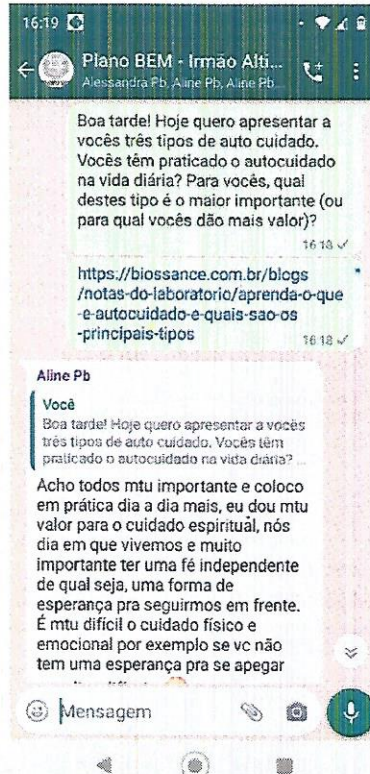 16:19
Plano BEM - Irmão Alti...
Alessandra Pb, Aline Pb, Aline Pb...
Boa tarde! Hoje quero apresentar a
vocês três tipos de auto cuidado.
Vocês têm praticado o autocuidado
na vida diária? Para vocês, qual
destes tipo é o maior importante (ou
para qual vocês dão mais valor)?
16:18
https://biossance.com.br/blogs
/notas-do-laboratorio/aprenda-o-que
-e-autocuidado-e-quais-sao-os
-principais-tipos
16:18
Aline Pb
Você
Boa tarde! Hoje quero apresentar a vocês
três tipos de auto cuidado. Vocês têm
praticado o autocuidado na vida diária? ...
Acho todos mtu importante e coloco
em prática dia a dia mais, eu dou mtu
valor para o cuidado espiritual, nós
dia em que vivemos e muito
importante ter uma fé independente
de qual seja, uma forma de
esperança pra seguirmos em frente.
É mtu difícil o cuidado físico e
emocional por exemplo se vc não
tem uma esperança pra se apegar
Mensagem